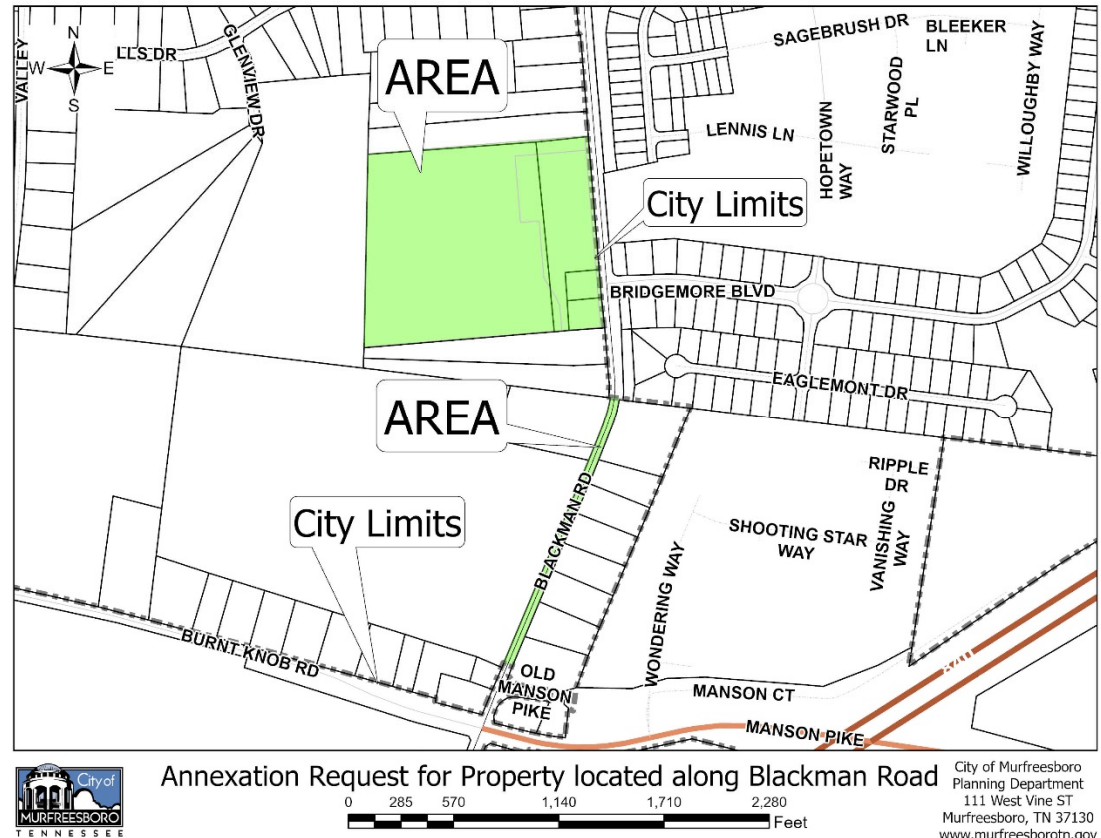 VALLEY
N
W E
S
LLS DR
GLENVIEW DR
AREA
SAGEBRUSH DR
BLEEKER
LN
WILLOUGHBY WAY
STARWOOD
PL
LENNIS LN
HOPETOWN
WAY
City Limits
BRIDGEMORE BLVD
EAGLEMONT DR
AREA
RIPPLE
DR
City Limits
BLACKMAN RD
SHOOTING STAR
WAY
VANISHING
WAY
WONDERING WAY
BURNT KNOB RD
OLD
MANSON
PIKE
MANSON CT
MANSON PIKE
City of
MURFREESBORO
TENNESSEE
Annexation Request for Property located along Blackman Road
0 285 570 1,140 1,710 2,280
Feet
City of Murfreesboro
Planning Department
111 West Vine ST
Murfreesboro, TN 37130
www.murfreesborotn.gov